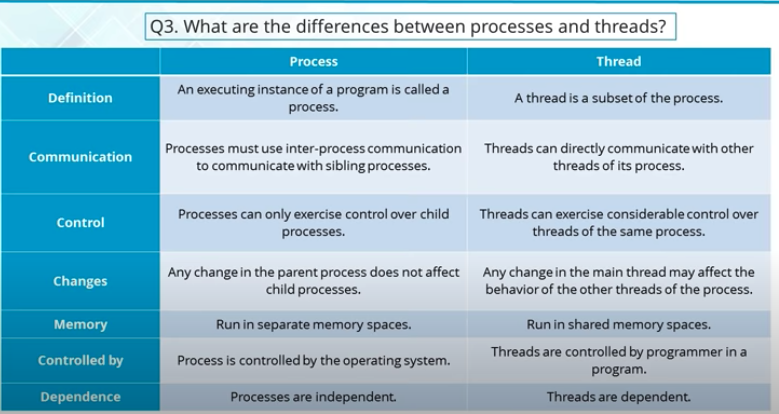 Q3. What are the differences between processes and threads?
Process Thread
Definition
An executing instance of a program is called a
process.
A thread is a subset of the process.
Communication
Processes must use inter-process communication
to communicate with sibling processes.
Threads can directly communicate with other
threads of its process.
Control
Processes can only exercise control over child
processes.
Threads can exercise considerable control over
threads of the same process.
Changes
Any change in the parent process does not affect
child processes.
Any change in the main thread may affect the
behavior of the other threads of the process.
Memory
Run in separate memory spaces.
Run in shared memory spaces.
Controlled by
Process is controlled by the operating system.
Threads are controlled by programmer in a
program.
Dependence
Processes are independent.
Threads are dependent.